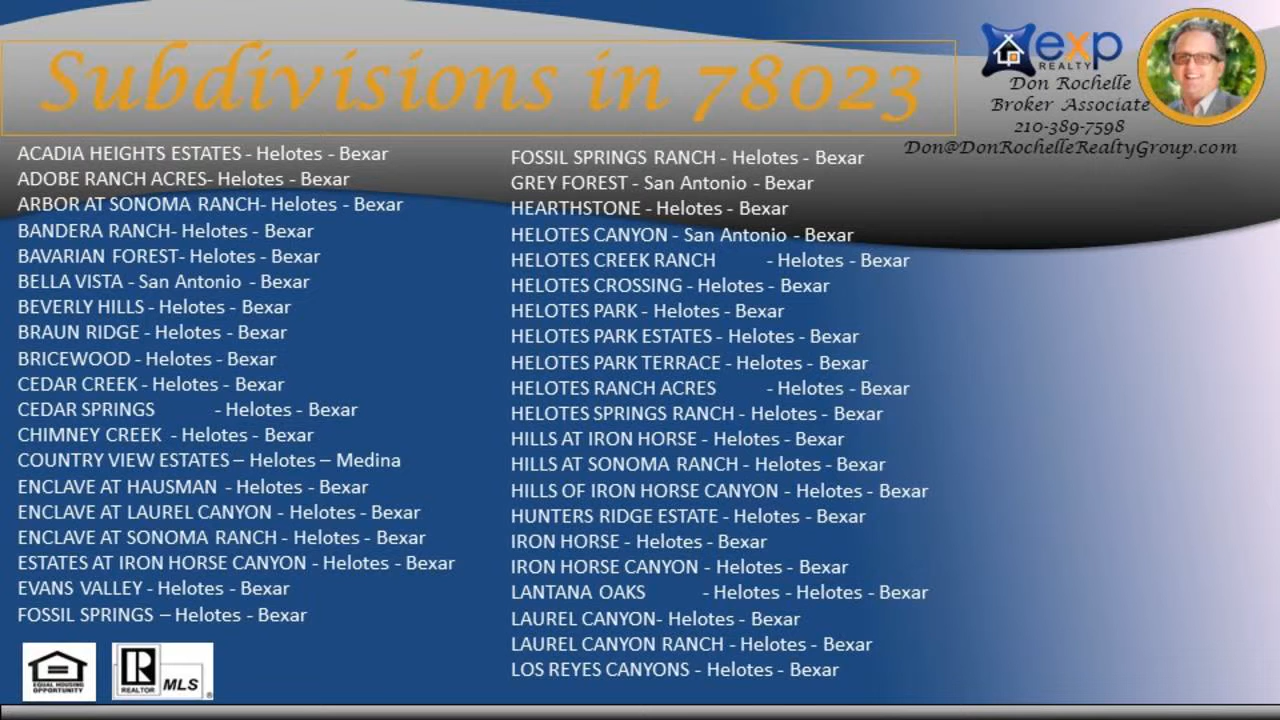 Subdivisions in 78023
exp
REALTY
Don Rochelle
Broker Associate
210-389-7598
Don@DonRochelleRealtyGroup.com
ACADIA HEIGHTS ESTATES - Helotes - Bexar
ADOBE RANCH ACRES- Helotes - Bexar
ARBOR AT SONOMA RANCH- Helotes - Bexar
BANDERA RANCH- Helotes - Bexar
BAVARIAN FOREST- Helotes - Bexar
BELLA VISTA - San Antonio - Bexar
BEVERLY HILLS - Helotes - Bexar
BRAUN RIDGE - Helotes - Bexar
BRICEWOOD - Helotes - Bexar
CEDAR CREEK - Helotes - Bexar
CEDAR SPRINGS - Helotes - Bexar
CHIMNEY CREEK - Helotes - Bexar
COUNTRY VIEW ESTATES – Helotes – Medina
ENCLAVE AT HAUSMAN - Helotes - Bexar
ENCLAVE AT LAUREL CANYON - Helotes - Bexar
ENCLAVE AT SONOMA RANCH - Helotes - Bexar
ESTATES AT IRON HORSE CANYON - Helotes - Bexar
EVANS VALLEY - Helotes - Bexar
FOSSIL SPRINGS – Helotes - Bexar
FOSSIL SPRINGS RANCH - Helotes - Bexar
GREY FOREST - San Antonio - Bexar
HEARTHSTONE - Helotes - Bexar
HELOTES CANYON - San Antonio - Bexar
HELOTES CREEK RANCH - Helotes - Bexar
HELOTES CROSSING - Helotes - Bexar
HELOTES PARK - Helotes - Bexar
HELOTES PARK ESTATES - Helotes - Bexar
HELOTES PARK TERRACE - Helotes - Bexar
HELOTES RANCH ACRES - Helotes - Bexar
HELOTES SPRINGS RANCH - Helotes - Bexar
HILLS AT IRON HORSE - Helotes - Bexar
HILLS AT SONOMA RANCH - Helotes - Bexar
HILLS OF IRON HORSE CANYON - Helotes - Bexar
HUNTERS RIDGE ESTATE - Helotes - Bexar
IRON HORSE - Helotes - Bexar
IRON HORSE CANYON - Helotes - Bexar
LANTANA OAKS - Helotes - Helotes - Bexar
LAUREL CANYON- Helotes - Bexar
LAUREL CANYON RANCH - Helotes - Bexar
LOS REYES CANYONS - Helotes - Bexar
EQUAL HOUSING
OPPORTUNITY
R
REALTOR
MLS
®